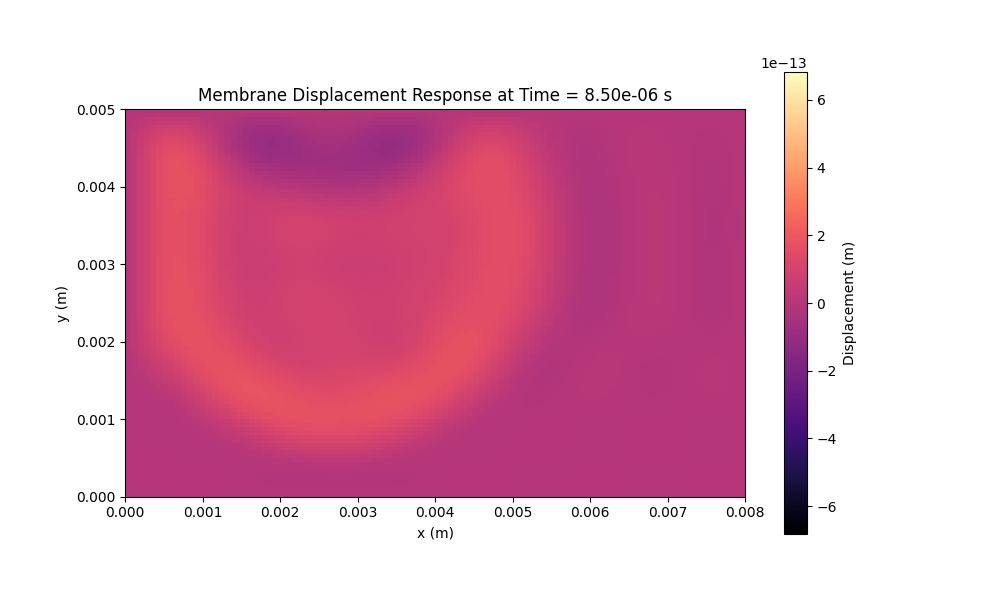 1e−13
Membrane Displacement Response at Time = 8.50e-06 s
0.005
0.004
0.003
0.002
0.001
0.000
y (m)
0.000 0.001 0.002 0.003 0.004 0.005 0.006 0.007 0.008
x (m)
6
4
2
0
−2
−4
−6
Displacement (m)